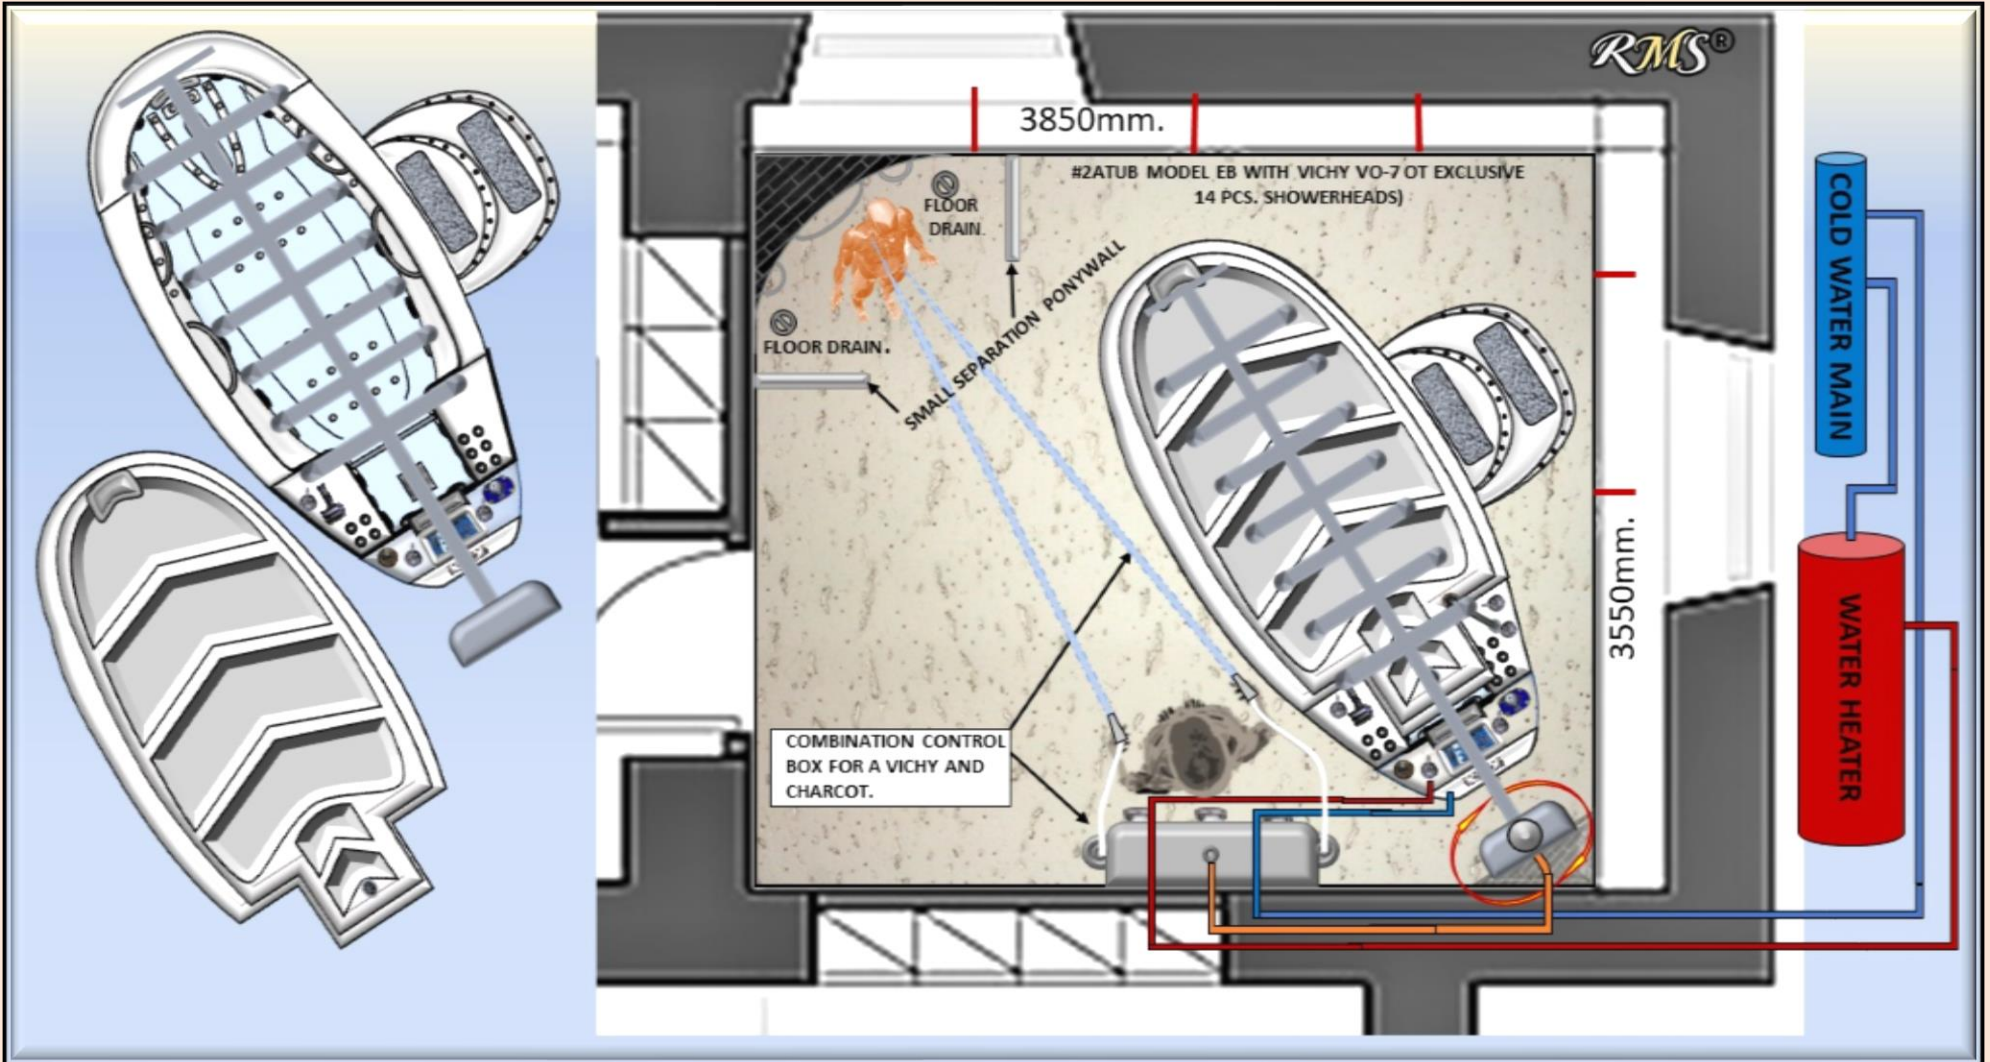 RMS®
3850mm.
#2ATUB MODEL EB WITH VICHY VO-7 OT EXCLUSIVE
14 PCS. SHOWERHEADS)
FLOOR
DRAIN.
FLOOR DRAIN.
SMALL SEPARATION PONYWALL
COMBINATION CONTROL
BOX FOR A VICHY AND
CHARCOT.
3550mm.
COLD WATER MAIN
WATER HEATER